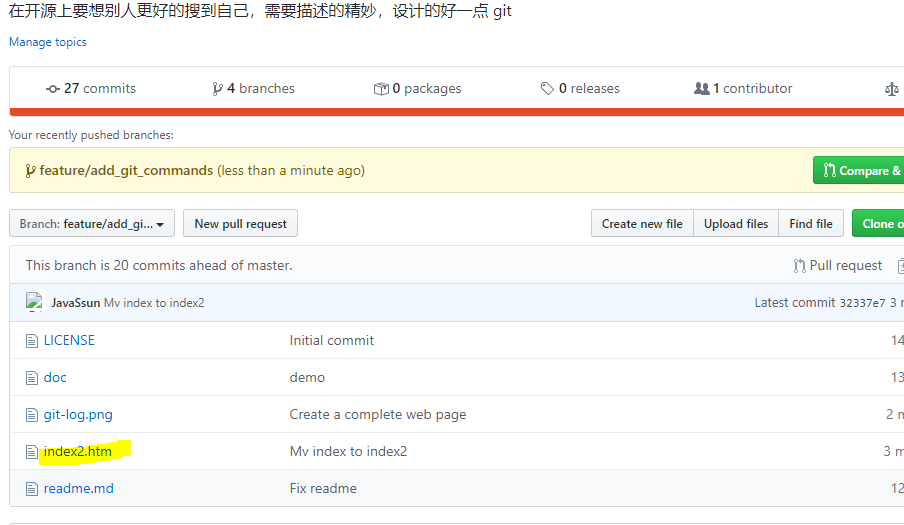 在开源上要想别人更好的搜到自己，需要描述的精妙，设计的好一点 git
Manage topics
27 commits 4 branches 0 packages 0 releases 1 contributor
Your recently pushed branches:
feature/add_git_commands (less than a minute ago) Compare &
Branch: feature/add_gi... New pull request Create new file Upload files Find file Clone o
This branch is 20 commits ahead of master. Pull request
JavaSsun Mv index to index2 Latest commit 32337e7 3 m
LICENSE Initial commit 14
doc demo 13
git-log.png Create a complete web page 2 m
index2.htm Mv index to index2 3 m
readme.md Fix readme 12